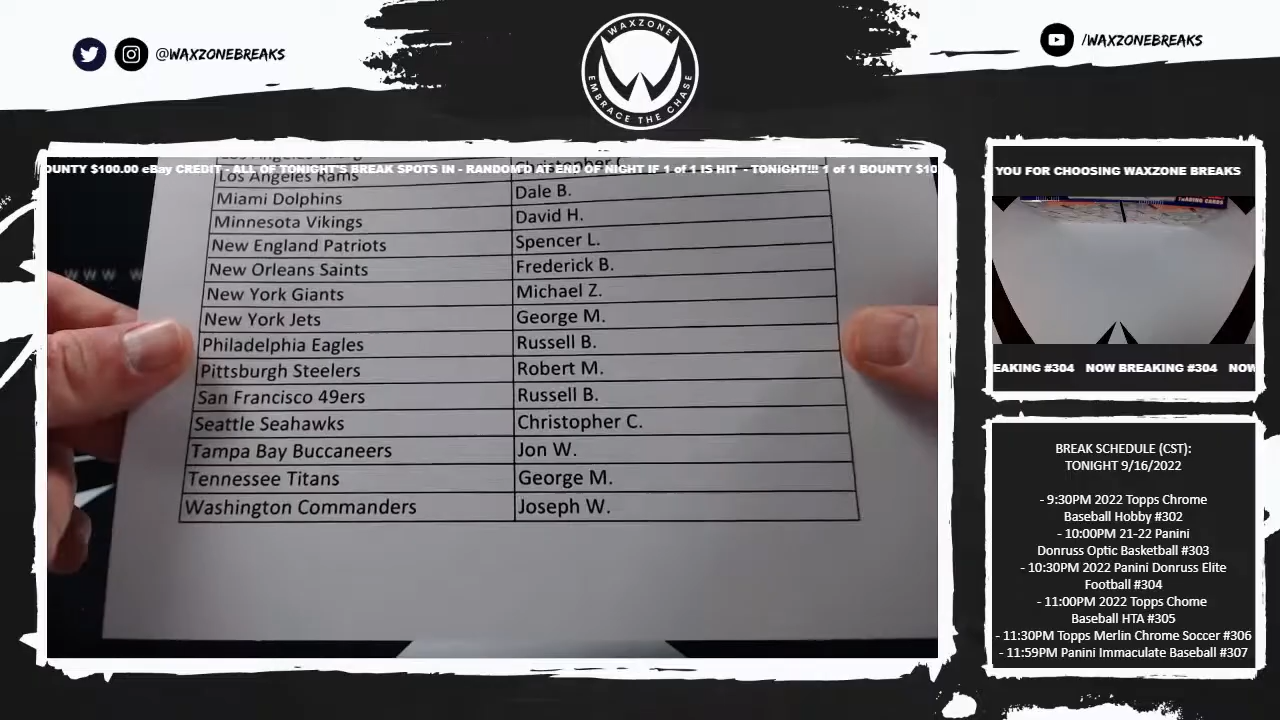 @WAXZONEBREAKS
WAXZONE
EMBRACE THE CHASE
/WAXZONEBREAKS
OUNTY $100.00 eBay CREDIT - ALL OF TONIGHT'S BREAK SPOTS IN - RANDOM'D AT END OF NIGHT IF 1 of 1 IS HIT - TONIGHT!!! 1 of 1 BOUNTY $10
Los Angeles
Christopher C.
Los Angeles Rams
Miami Dolphins Dale B.
Minnesota Vikings David H.
New England Patriots Spencer L.
New Orleans Saints Frederick B.
New York Giants Michael Z.
New York Jets George M.
Philadelphia Eagles Russell B.
Pittsburgh Steelers Robert M.
San Francisco 49ers Russell B.
Seattle Seahawks Christopher C.
Tampa Bay Buccaneers Jon W.
Tennessee Titans George M.
Washington Commanders Joseph W.
WWW W
YOU FOR CHOOSING WAXZONE BREAKS
TRADING CARDS
EAKING #304 NOW BREAKING #304 NOW
BREAK SCHEDULE (CST):
TONIGHT 9/16/2022
- 9:30PM 2022 Topps Chrome
Baseball Hobby #302
- 10:00PM 21-22 Panini
Donruss Optic Basketball #303
- 10:30PM 2022 Panini Donruss Elite
Football #304
- 11:00PM 2022 Topps Chome
Baseball HTA #305
- 11:30PM Topps Merlin Chrome Soccer #306
- 11:59PM Panini Immaculate Baseball #307